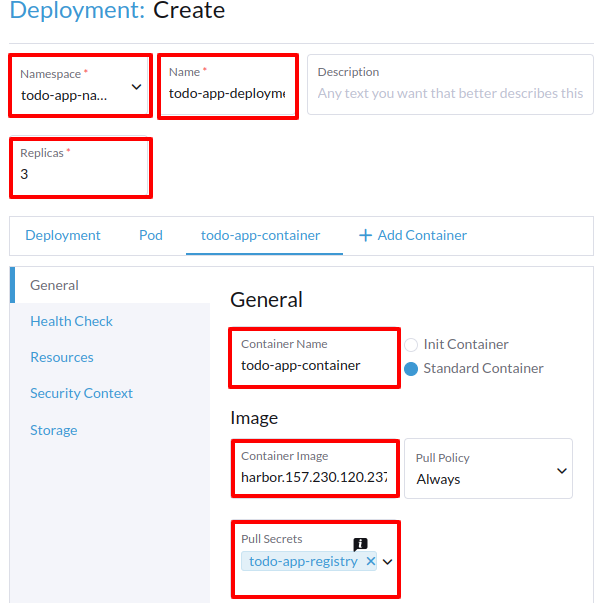 Deployment: Create
Namespace *
todo-app-na...
Name *
todo-app-deployme
Description
Any text you want that better describes this
Replicas *
3
Deployment Pod todo-app-container + Add Container
General
Health Check
Resources
Security Context
Storage
General
Container Name
todo-app-container
Init Container
Standard Container
Image
Container Image
harbor.157.230.120.237
Pull Policy
Always
Pull Secrets
todo-app-registry ×